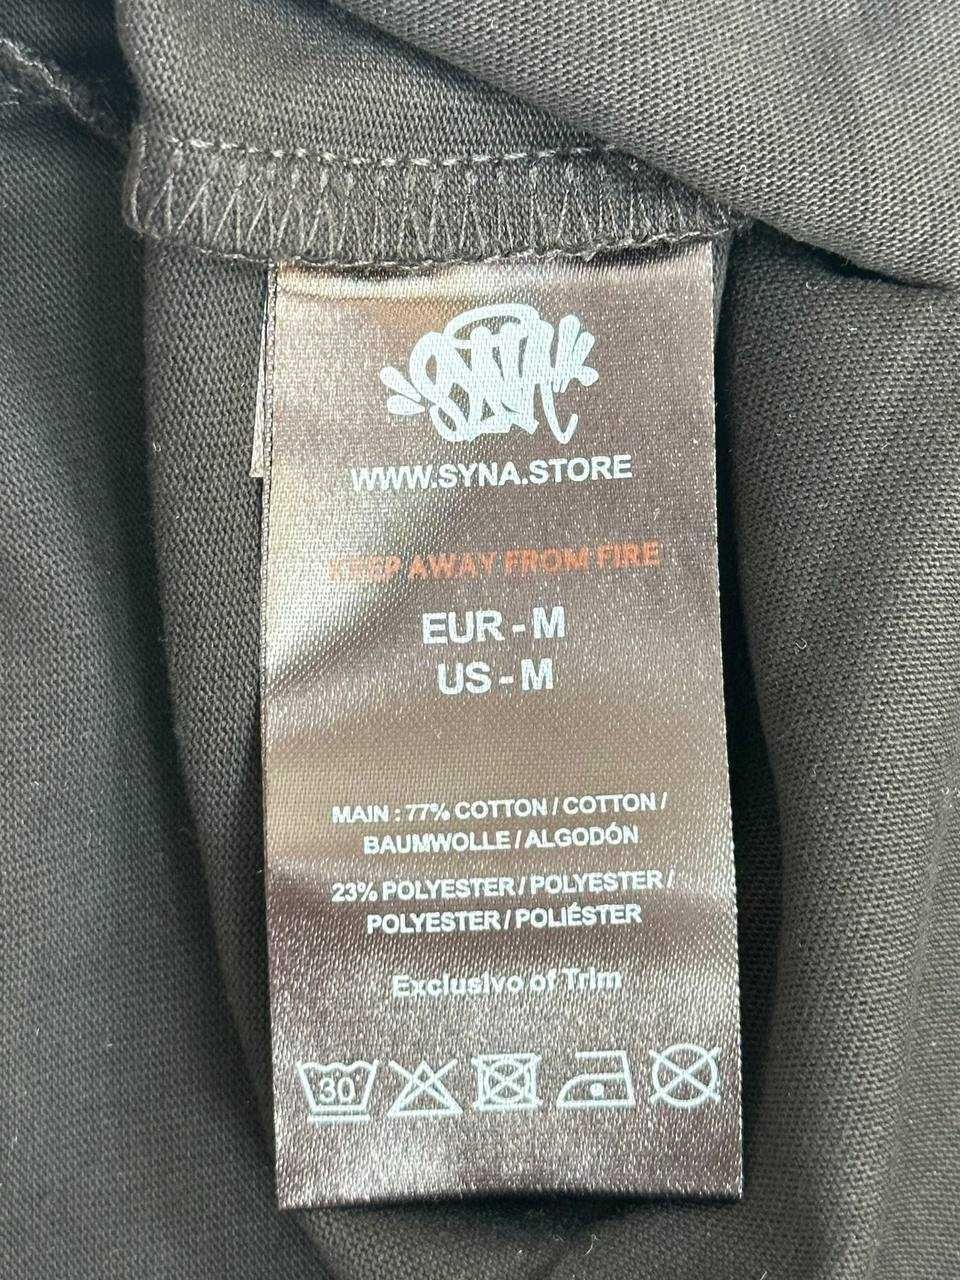 SYNA
WWW.SYNA.STORE
KEEP AWAY FROM FIRE
EUR - M
US - M
MAIN : 77% COTTON / COTTON /
BAUMWOLLE / ALGODÓN
23% POLYESTER / POLYESTER /
POLYESTER / POLIÉSTER
Exclusivo of Trim
30